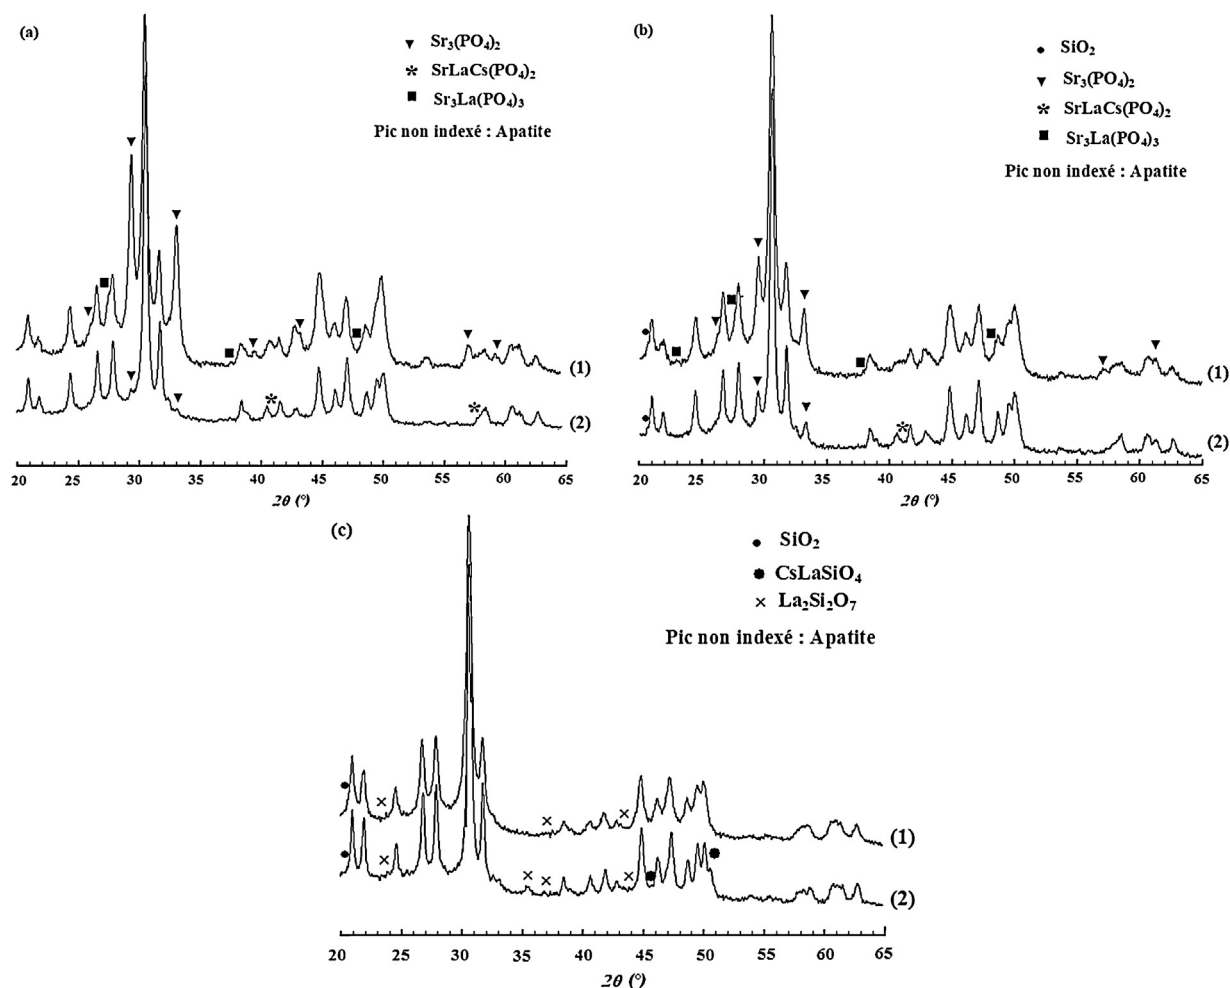 (a)
▼ Sr₃(PO₄)₂
* SrLaCs(PO₄)₂
■ Sr₃La(PO₄)₃
Pic non indexé : Apatite
(1)
(2)
20 25 30 35 40 45 50 55 60 65
2θ (°)
(b)
● SiO₂
▼ Sr₃(PO₄)₂
* SrLaCs(PO₄)₂
■ Sr₃La(PO₄)₃
Pic non indexé : Apatite
(1)
(2)
20 25 30 35 40 45 50 55 60 65
2θ (°)
(c)
● SiO₂
● CsLaSiO₄
× La₂Si₂O₇
Pic non indexé : Apatite
(1)
(2)
20 25 30 35 40 45 50 55 60 65
2θ (°)